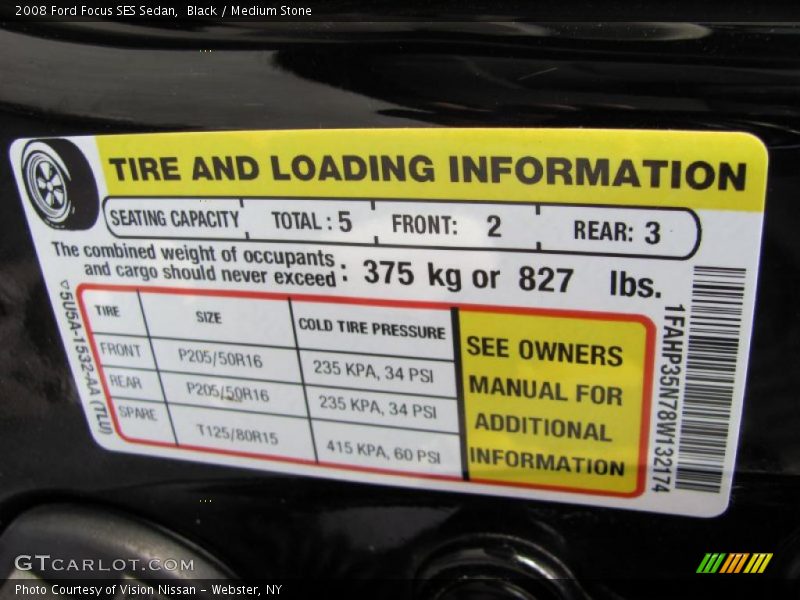 2008 Ford Focus SES Sedan,  Black / Medium Stone
TIRE AND LOADING INFORMATION
SEATING CAPACITY TOTAL : 5 FRONT: 2 REAR: 3
The combined weight of occupants
and cargo should never exceed : 375 kg or 827 lbs.
TIRE SIZE COLD TIRE PRESSURE
FRONT P205/50R16 235 KPA, 34 PSI
REAR P205/50R16 235 KPA, 34 PSI
SPARE T125/80R15 415 KPA, 60 PSI
SEE OWNERS
MANUAL FOR
ADDITIONAL
INFORMATION
5U5A-1532-AA (TLU)
1FAHP35N78W132174
GTCARLOT.COM
Photo Courtesy of Vision Nissan - Webster, NY